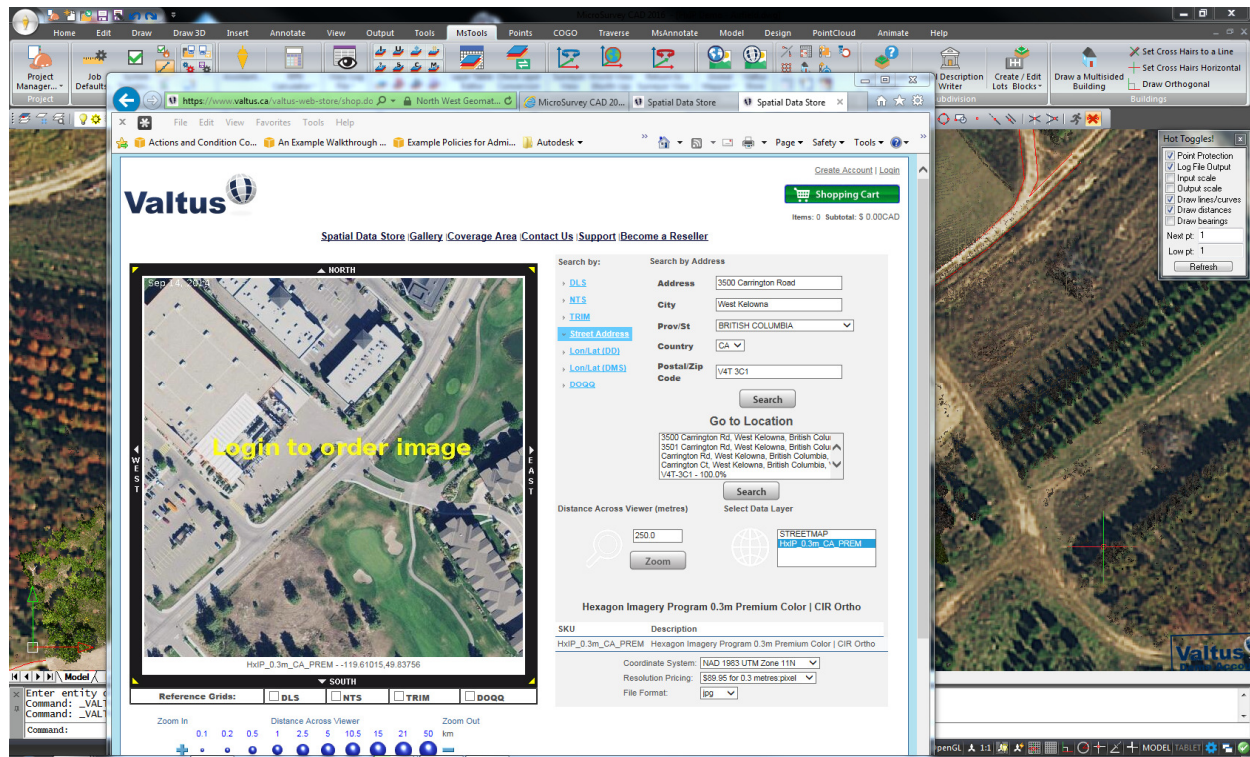 MicroSurvey CAD 2015
Home Edit Draw Draw 3D Insert Annotate View Output Tools MsTools Points COGO Traverse MsAnnotate Model Design PointCloud Animate Help
Project
Manager...
Job
Defaults
Project
Description
Writer
Create / Edit
Lots Blocks
Draw a Multisided
Building
Set Cross Hairs to a Line
Set Cross Hairs Horizontal
Draw Orthogonal
Buildings
https://www.valtus.ca/valtus-web-store/shop.do
North West Geomat...
MicroSurvey CAD 20...
Spatial Data Store
Spatial Data Store
File Edit View Favorites Tools Help
Actions and Condition Co... An Example Walkthrough ... Example Policies for Admi... Autodesk
Page Safety Tools
Create Account | Login
Valtus
Shopping Cart
Items: 0 Subtotal: $ 0.00CAD
Spatial Data Store |Gallery |Coverage Area |Contact Us |Support |Become a Reseller
NORTH
Sep 14, 2014
WEST
EAST
Login to order image
HxIP_0.3m_CA_PREM - -119.61015,49.83756
SOUTH
Reference Grids: DLS NTS TRIM DOQQ
Zoom In Distance Across Viewer Zoom Out
0.1 0.2 0.5 1 2.5 5 10.5 15 21 50 km
Search by:
DLS
NTS
TRIM
Street Address
Lon/Lat (DD)
Lon/Lat (DMS)
DOQQ
Search by Address
Address 3500 Carrington Road
City West Kelowna
Prov/St BRITISH COLUMBIA
Country CA
Postal/Zip
Code
V4T 3C1
Search
Go to Location
3500 Carrington Rd, West Kelowna, British Colu
3501 Carrington Rd, West Kelowna, British Colu
Carrington Rd, West Kelowna, British Columbia,
Carrington Ct, West Kelowna, British Columbia,
V4T-3C1 - 100.0%
Search
Distance Across Viewer (metres) Select Data Layer
250.0
Zoom
STREETMAP
HxIP_0.3m_CA_PREM
Hexagon Imagery Program 0.3m Premium Color | CIR Ortho
SKU Description
HxIP_0.3m_CA_PREM Hexagon Imagery Program 0.3m Premium Color | CIR Ortho
Coordinate System: NAD 1983 UTM Zone 11N
Resolution Pricing: $89.95 for 0.3 metres:pixel
File Format: jpg
Hot Toggles!
Point Protection
Log File Output
Input scale
Output scale
Draw lines/curves
Draw distances
Draw bearings
Next pt: 1
Low pt: 1
Refresh
Valtus
Model
Enter entity
Command: _VALT
Command: _VALT
Command:
OpenGL 1:1 MODEL TABLET